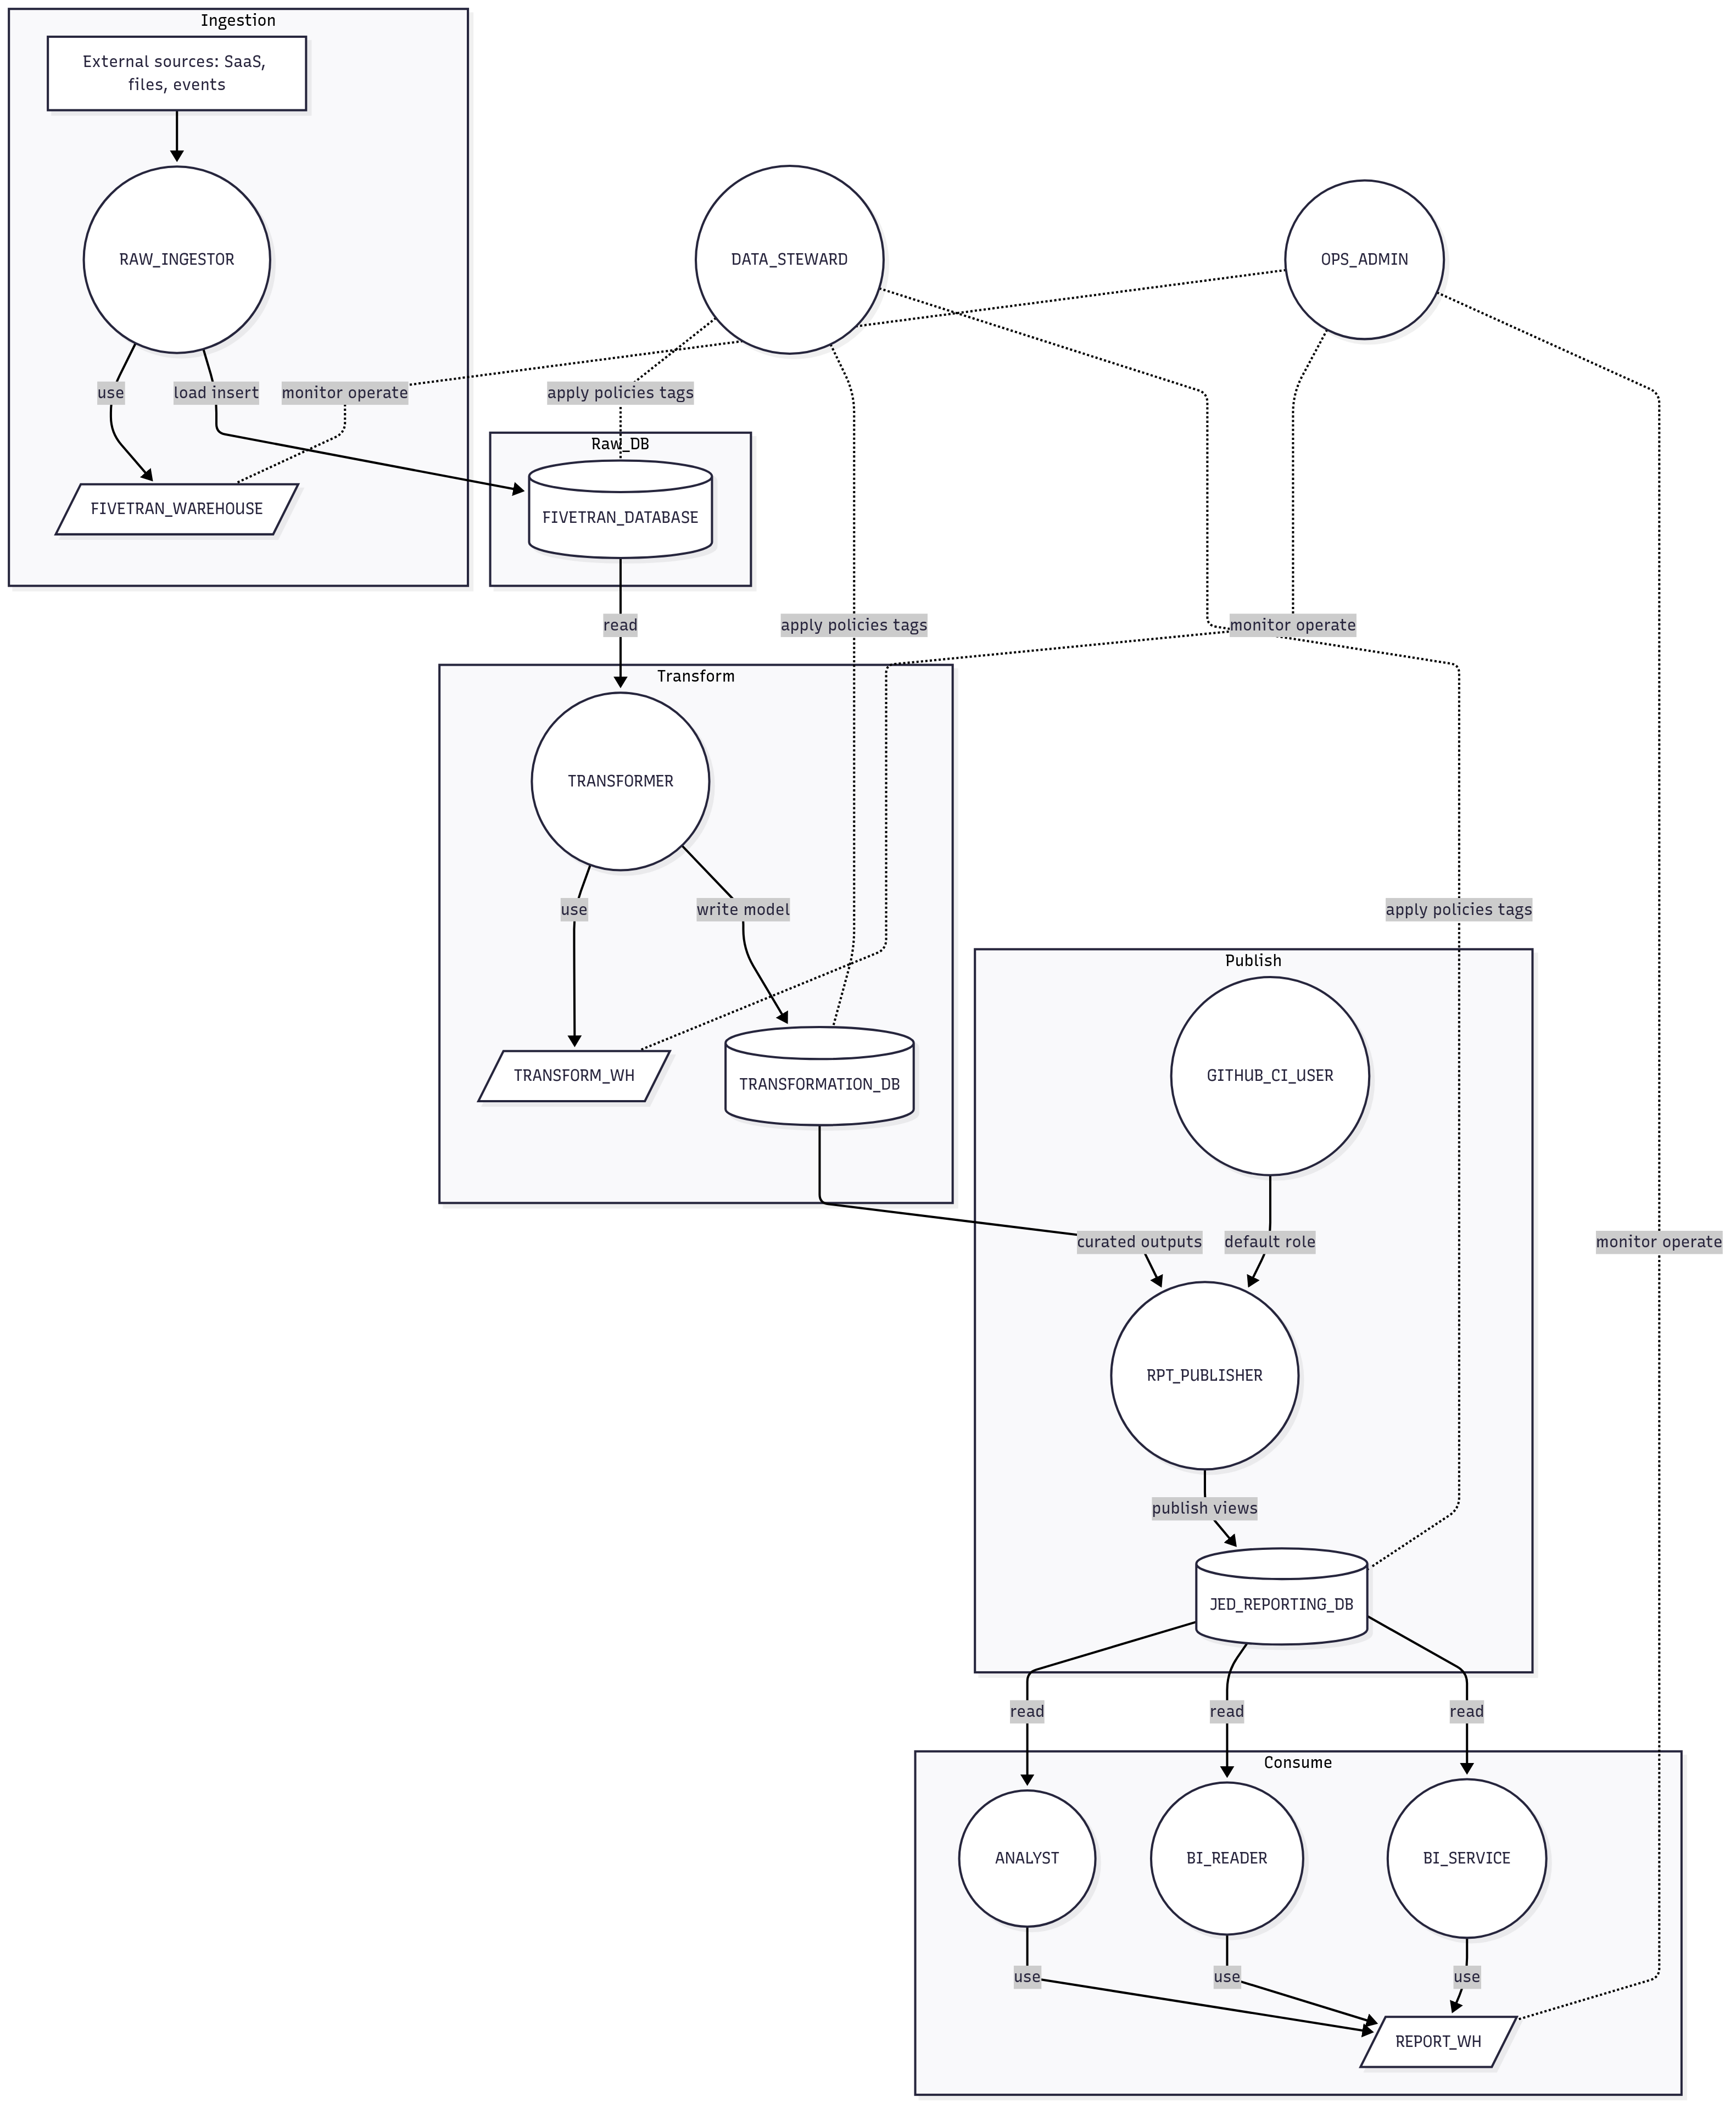 Ingestion
External sources: SaaS,
files, events
RAW_INGESTOR
DATA_STEWARD
OPS_ADMIN
use
load insert
monitor operate
apply policies tags
Raw_DB
FIVETRAN_WAREHOUSE
FIVETRAN_DATABASE
read
apply policies tags
monitor operate
Transform
TRANSFORMER
use
write model
apply policies tags
Publish
TRANSFORM_WH
TRANSFORMATION_DB
GITHUB_CI_USER
curated outputs
default role
monitor operate
RPT_PUBLISHER
publish views
JED_REPORTING_DB
read
read
read
Consume
ANALYST
BI_READER
BI_SERVICE
use
use
use
REPORT_WH